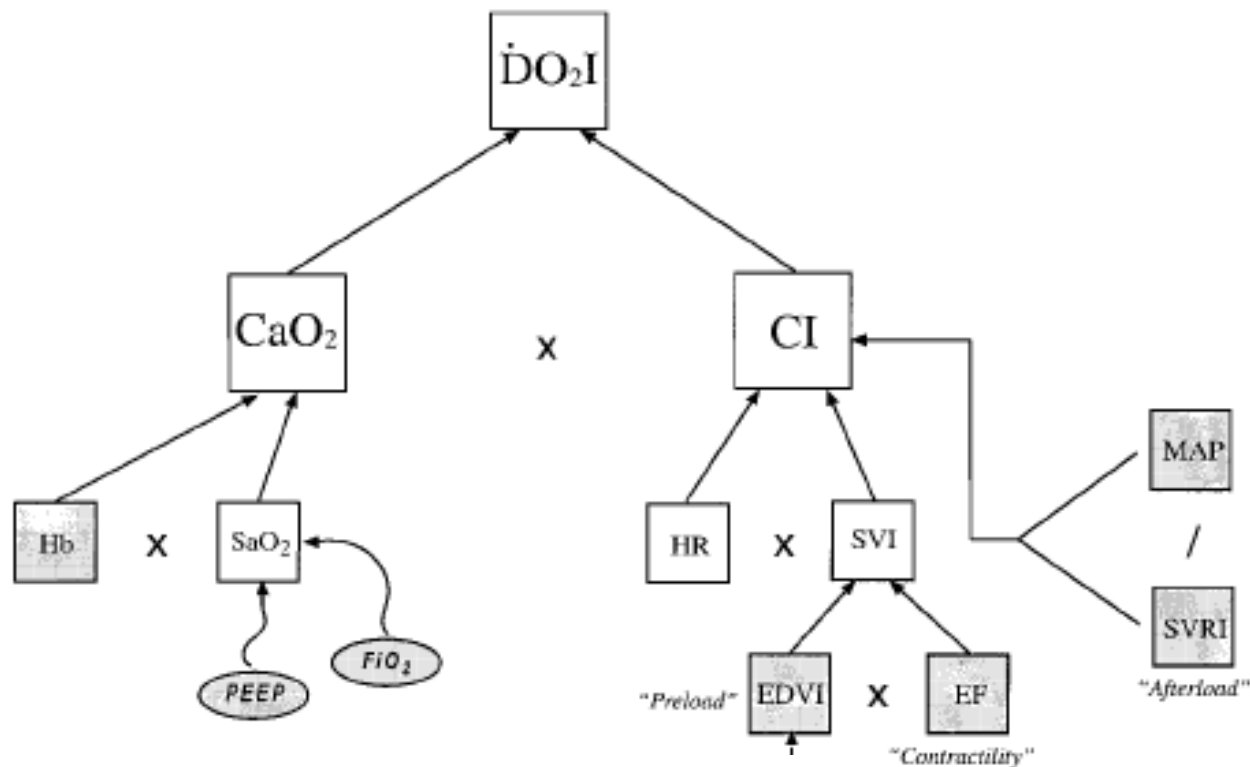 ḊO₂I
CaO₂
x
CI
MAP
Hb
x
SaO₂
HR
x
SVI
/
SVRI
FiO₂
PEEP
"Preload"
EDVI
x
EF
"Afterload"
"Contractility"